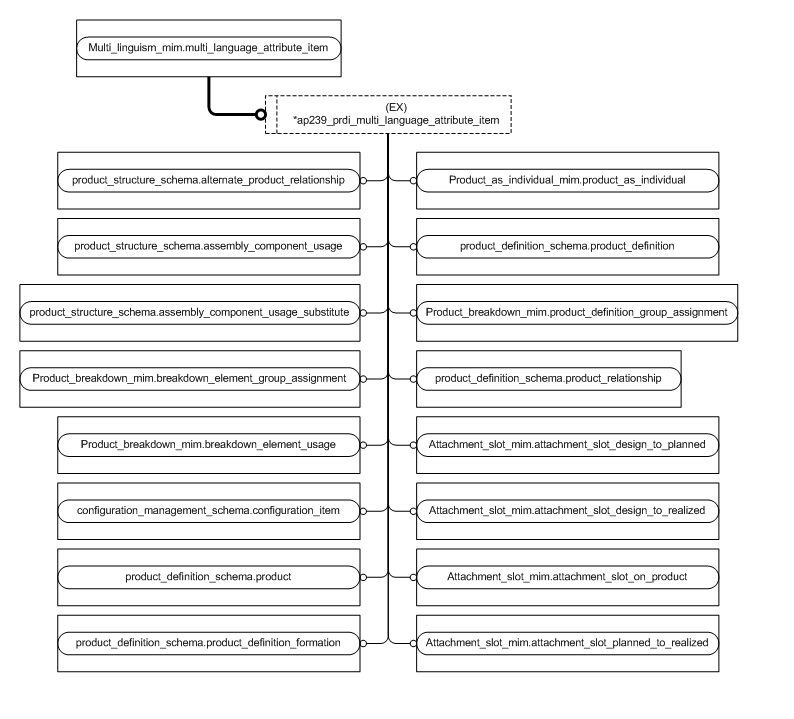 Multi_linguism_mim.multi_language_attribute_item
(EX)
*ap239_prdi_multi_language_attribute_item
product_structure_schema.alternate_product_relationship
Product_as_individual_mim.product_as_individual
product_structure_schema.assembly_component_usage
product_definition_schema.product_definition
product_structure_schema.assembly_component_usage_substitute
Product_breakdown_mim.product_definition_group_assignment
Product_breakdown_mim.breakdown_element_group_assignment
product_definition_schema.product_relationship
Product_breakdown_mim.breakdown_element_usage
Attachment_slot_mim.attachment_slot_design_to_planned
configuration_management_schema.configuration_item
Attachment_slot_mim.attachment_slot_design_to_realized
product_definition_schema.product
Attachment_slot_mim.attachment_slot_on_product
product_definition_schema.product_definition_formation
Attachment_slot_mim.attachment_slot_planned_to_realized